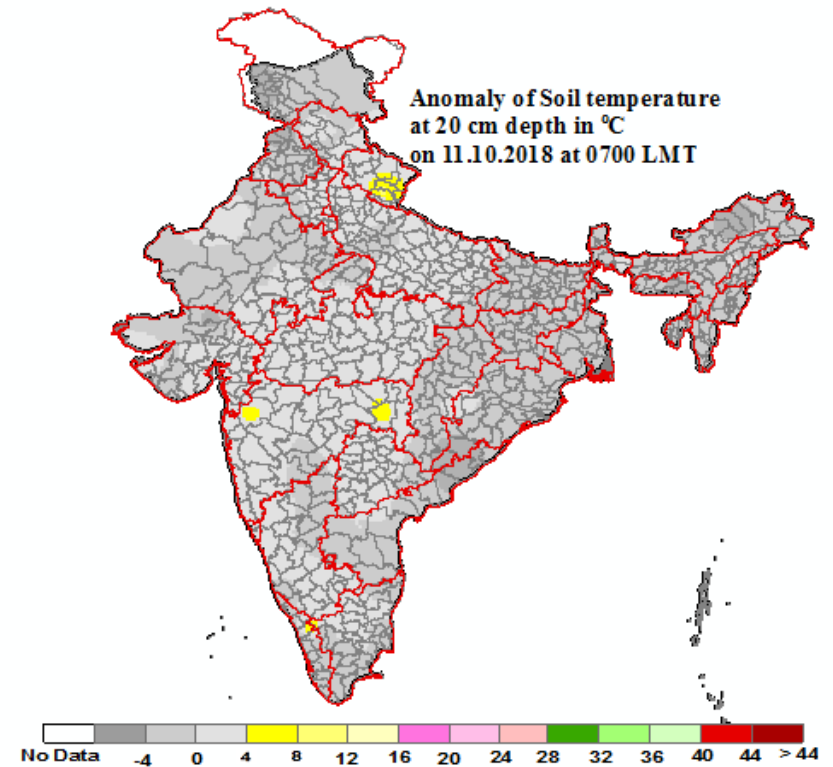 Anomaly of Soil temperature
at 20 cm depth in ⁰C
on 11.10.2018 at 0700 LMT
No Data -4 0 4 8 12 16 20 24 28 32 36 40 44 > 44